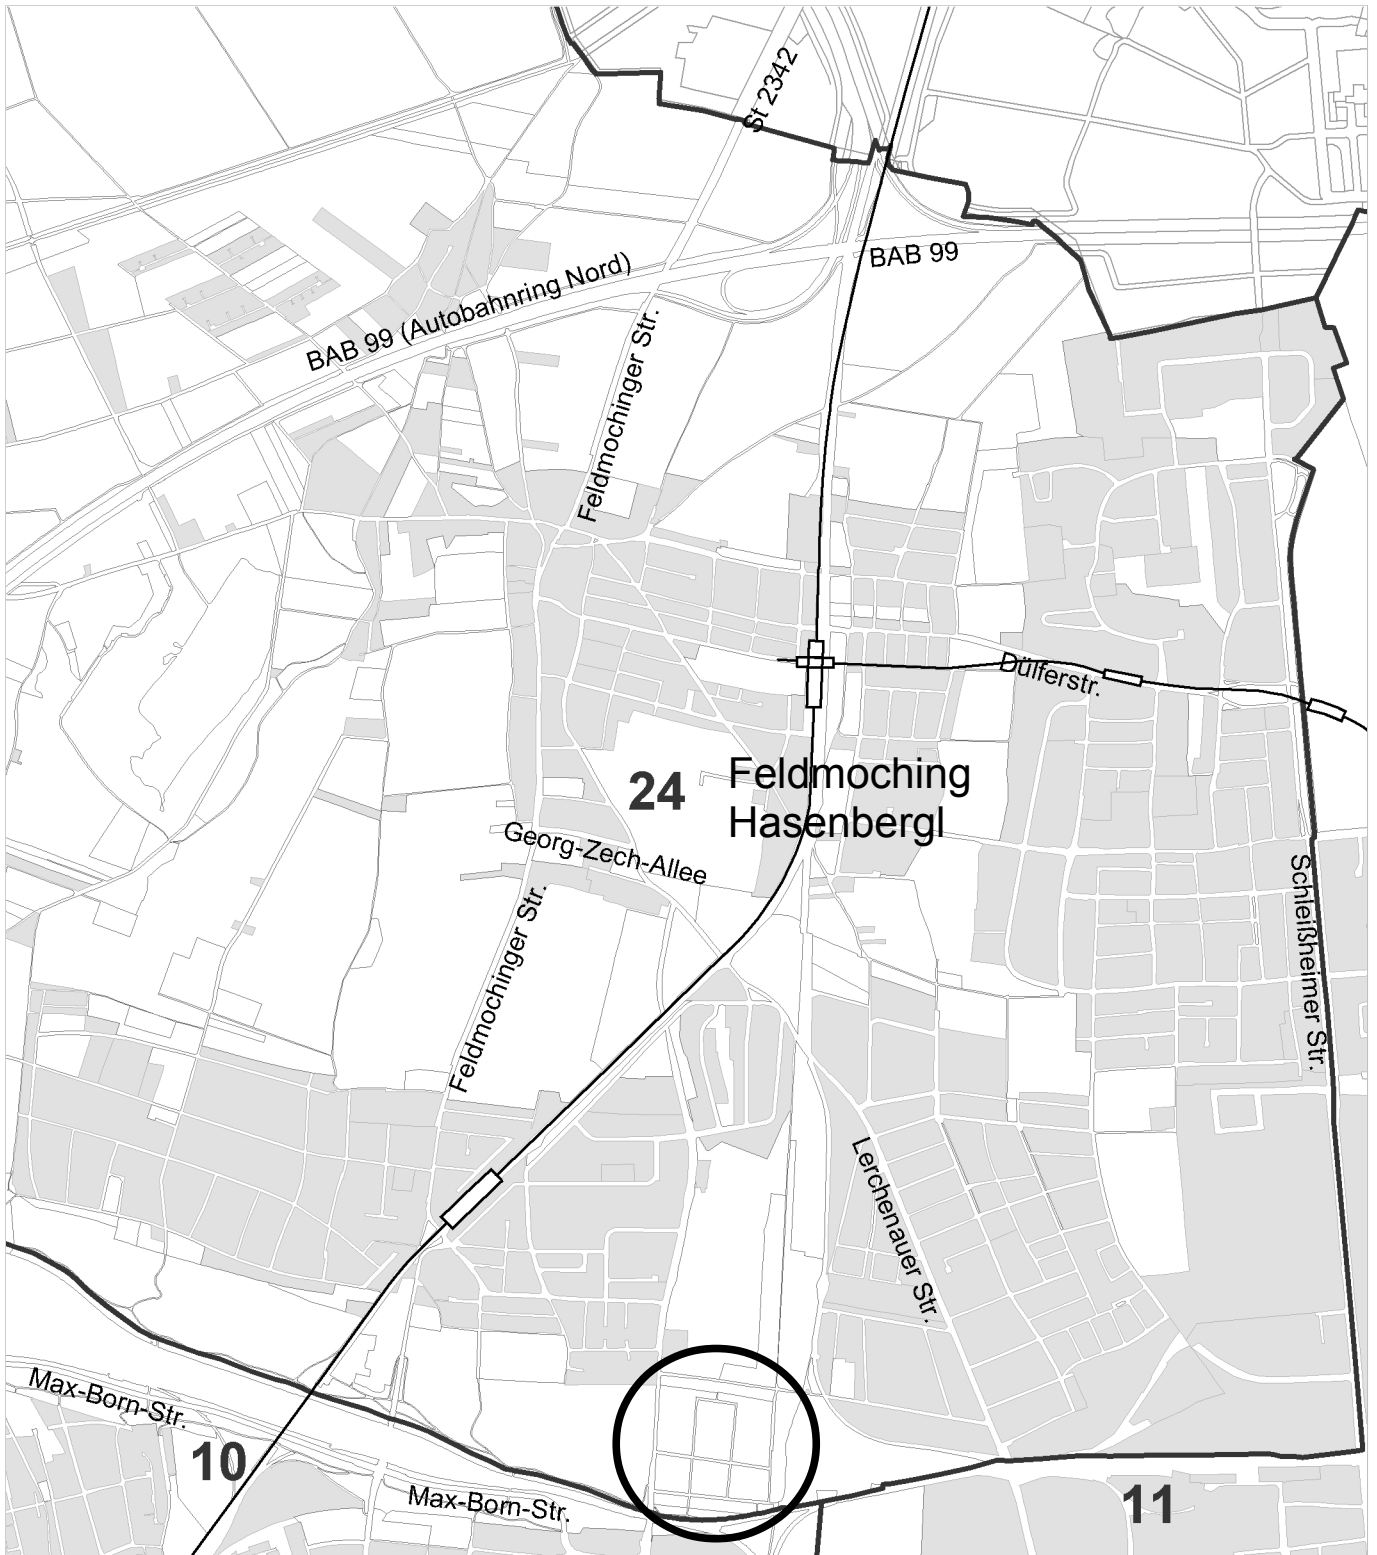 St 2342
BAB 99
BAB 99 (Autobahnring Nord)
Feldmochinger Str.
Dülferstr.
24
Feldmoching
Hasenbergl
Georg-Zech-Allee
Feldmochinger Str.
Schleißheimer Str.
Lerchenauer Str.
Max-Born-Str.
10
Max-Born-Str.
11